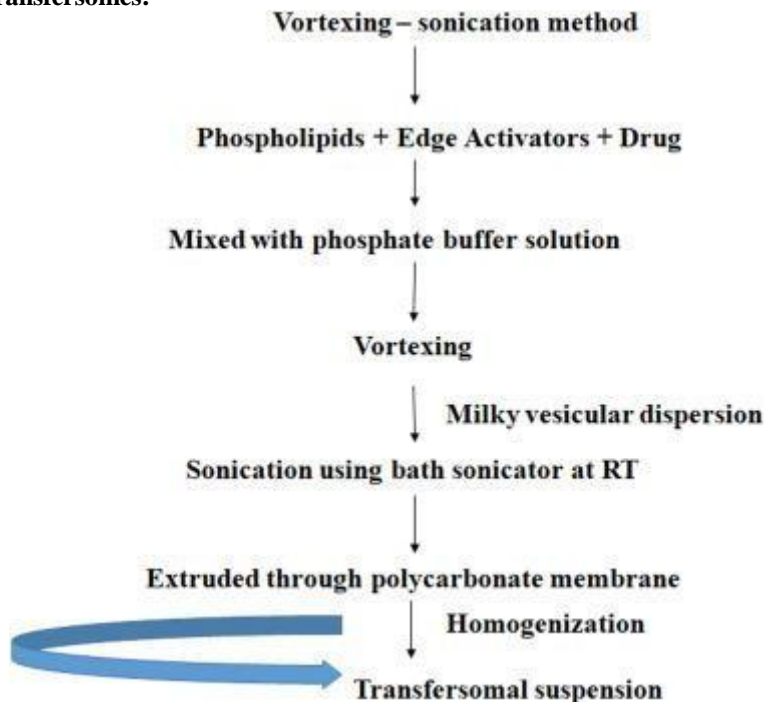 Transfersomes:
Vortexing – sonication method
Phospholipids + Edge Activators + Drug
Mixed with phosphate buffer solution
Vortexing
Milky vesicular dispersion
Sonication using bath sonicator at RT
Extruded through polycarbonate membrane
Homogenization
Transfersomal suspension